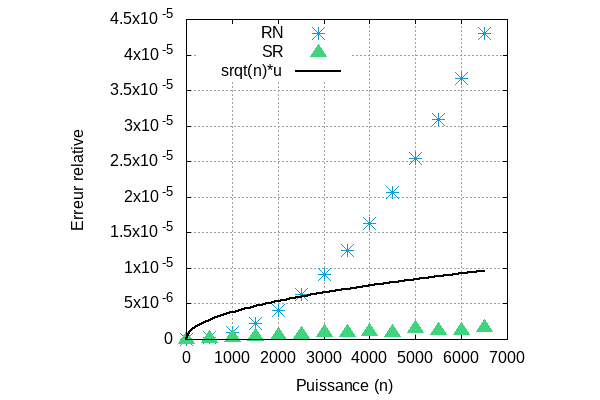 4.5x10 -5
4x10 -5
3.5x10 -5
3x10 -5
2.5x10 -5
2x10 -5
1.5x10 -5
1x10 -5
5x10 -6
0
Erreur relative
RN
SR
srqt(n)*u
0 1000 2000 3000 4000 5000 6000 7000
Puissance (n)